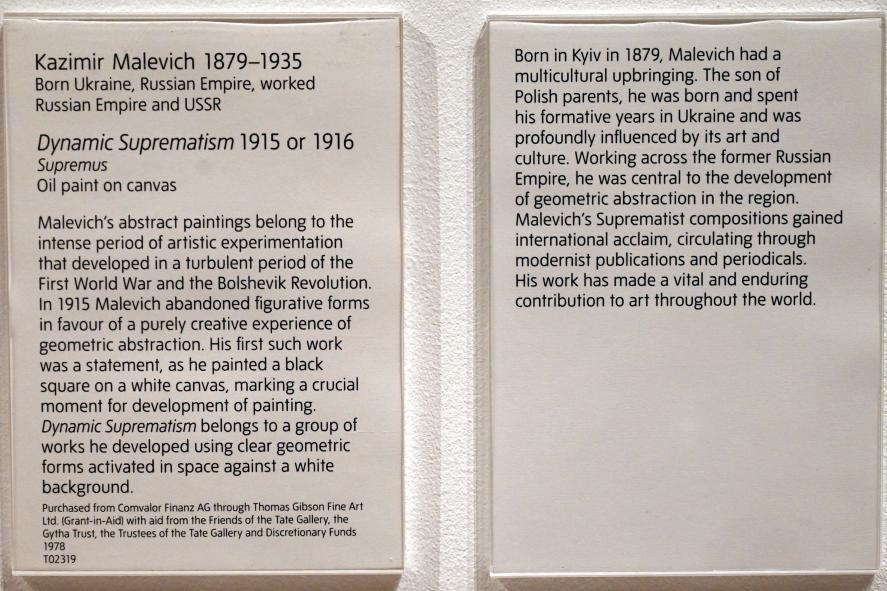 Kazimir Malevich 1879–1935
Born Ukraine, Russian Empire, worked
Russian Empire and USSR
Dynamic Suprematism 1915 or 1916
Supremus
Oil paint on canvas
Malevich's abstract paintings belong to the
intense period of artistic experimentation
that developed in a turbulent period of the
First World War and the Bolshevik Revolution.
In 1915 Malevich abandoned figurative forms
in favour of a purely creative experience of
geometric abstraction. His first such work
was a statement, as he painted a black
square on a white canvas, marking a crucial
moment for development of painting.
Dynamic Suprematism belongs to a group of
works he developed using clear geometric
forms activated in space against a white
background.
Purchased from Comvalor Finanz AG through Thomas Gibson Fine Art
Ltd. (Grant-in-Aid) with aid from the Friends of the Tate Gallery, the
Gytha Trust, the Trustees of the Tate Gallery and Discretionary Funds
1978
T02319
Born in Kyiv in 1879, Malevich had a
multicultural upbringing. The son of
Polish parents, he was born and spent
his formative years in Ukraine and was
profoundly influenced by its art and
culture. Working across the former Russian
Empire, he was central to the development
of geometric abstraction in the region.
Malevich's Suprematist compositions gained
international acclaim, circulating through
modernist publications and periodicals.
His work has made a vital and enduring
contribution to art throughout the world.